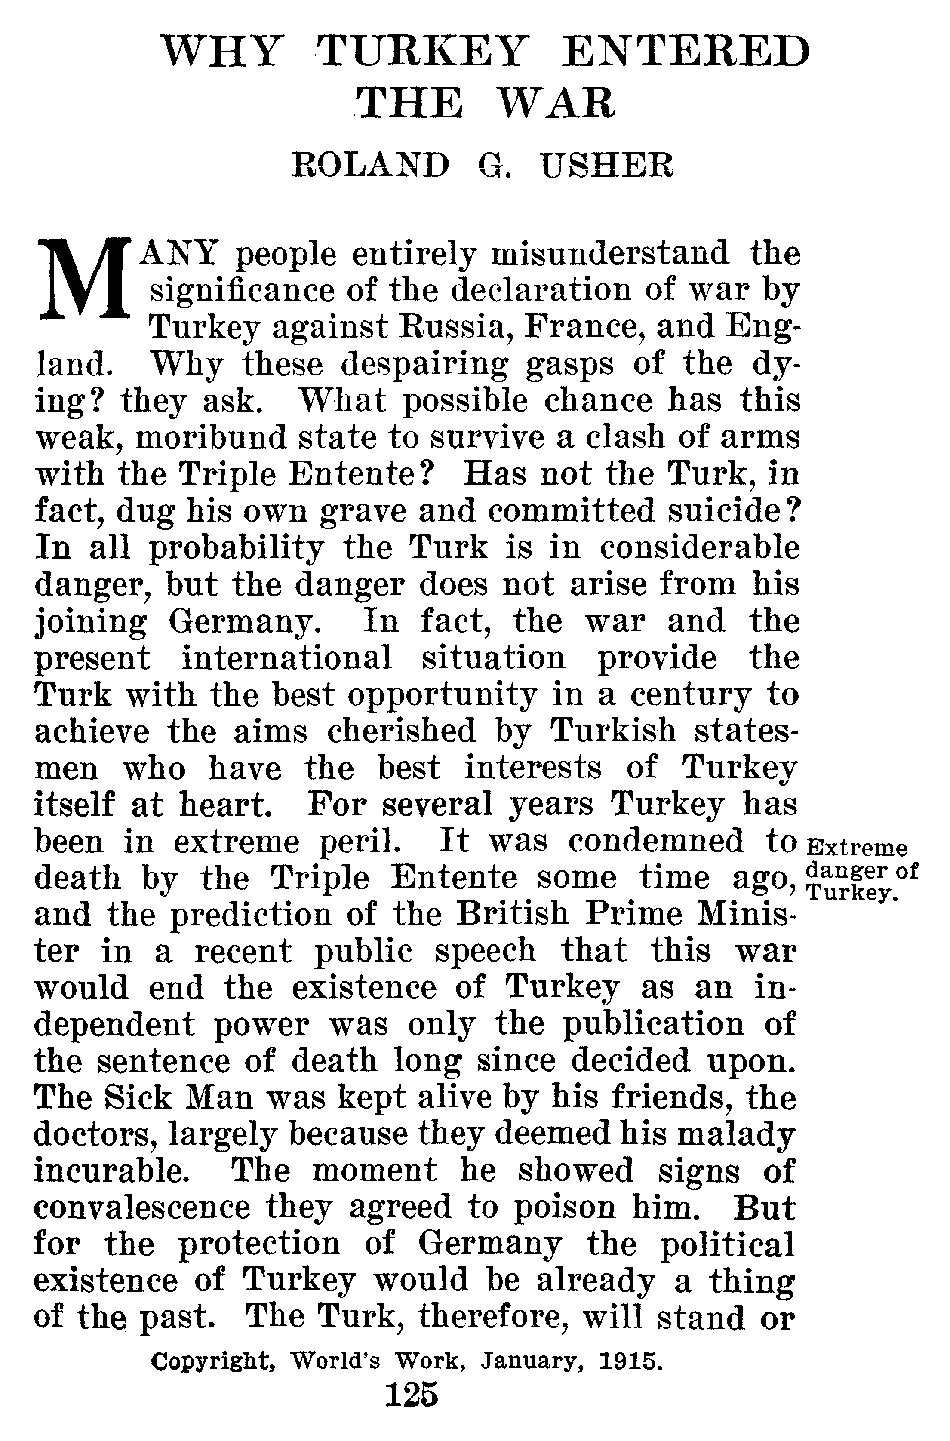 WHY TURKEY ENTERED
THE WAR
ROLAND G. USHER
MANY people entirely misunderstand the
significance of the declaration of war by
Turkey against Russia, France, and Eng-
land. Why these despairing gasps of the dy-
ing? they ask. What possible chance has this
weak, moribund state to survive a clash of arms
with the Triple Entente? Has not the Turk, in
fact, dug his own grave and committed suicide?
In all probability the Turk is in considerable
danger, but the danger does not arise from his
joining Germany. In fact, the war and the
present international situation provide the
Turk with the best opportunity in a century to
achieve the aims cherished by Turkish states-
men who have the best interests of Turkey
itself at heart. For several years Turkey has
been in extreme peril. It was condemned to
death by the Triple Entente some time ago,
and the prediction of the British Prime Minis-
ter in a recent public speech that this war
would end the existence of Turkey as an in-
dependent power was only the publication of
the sentence of death long since decided upon.
The Sick Man was kept alive by his friends, the
doctors, largely because they deemed his malady
incurable. The moment he showed signs of
convalescence they agreed to poison him. But
for the protection of Germany the political
existence of Turkey would be already a thing
of the past. The Turk, therefore, will stand or
Extreme
danger of
Turkey.
Copyright, World's Work, January, 1915.
125